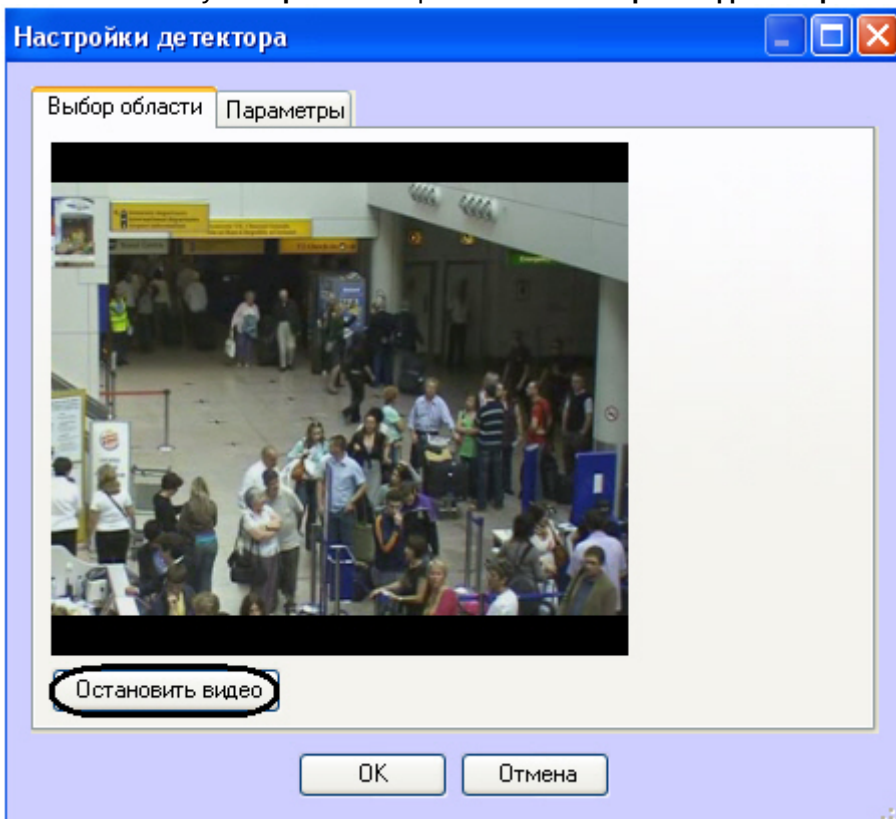 Настройки детектора
Выбор области
Параметры
Остановить видео
OK
Отмена